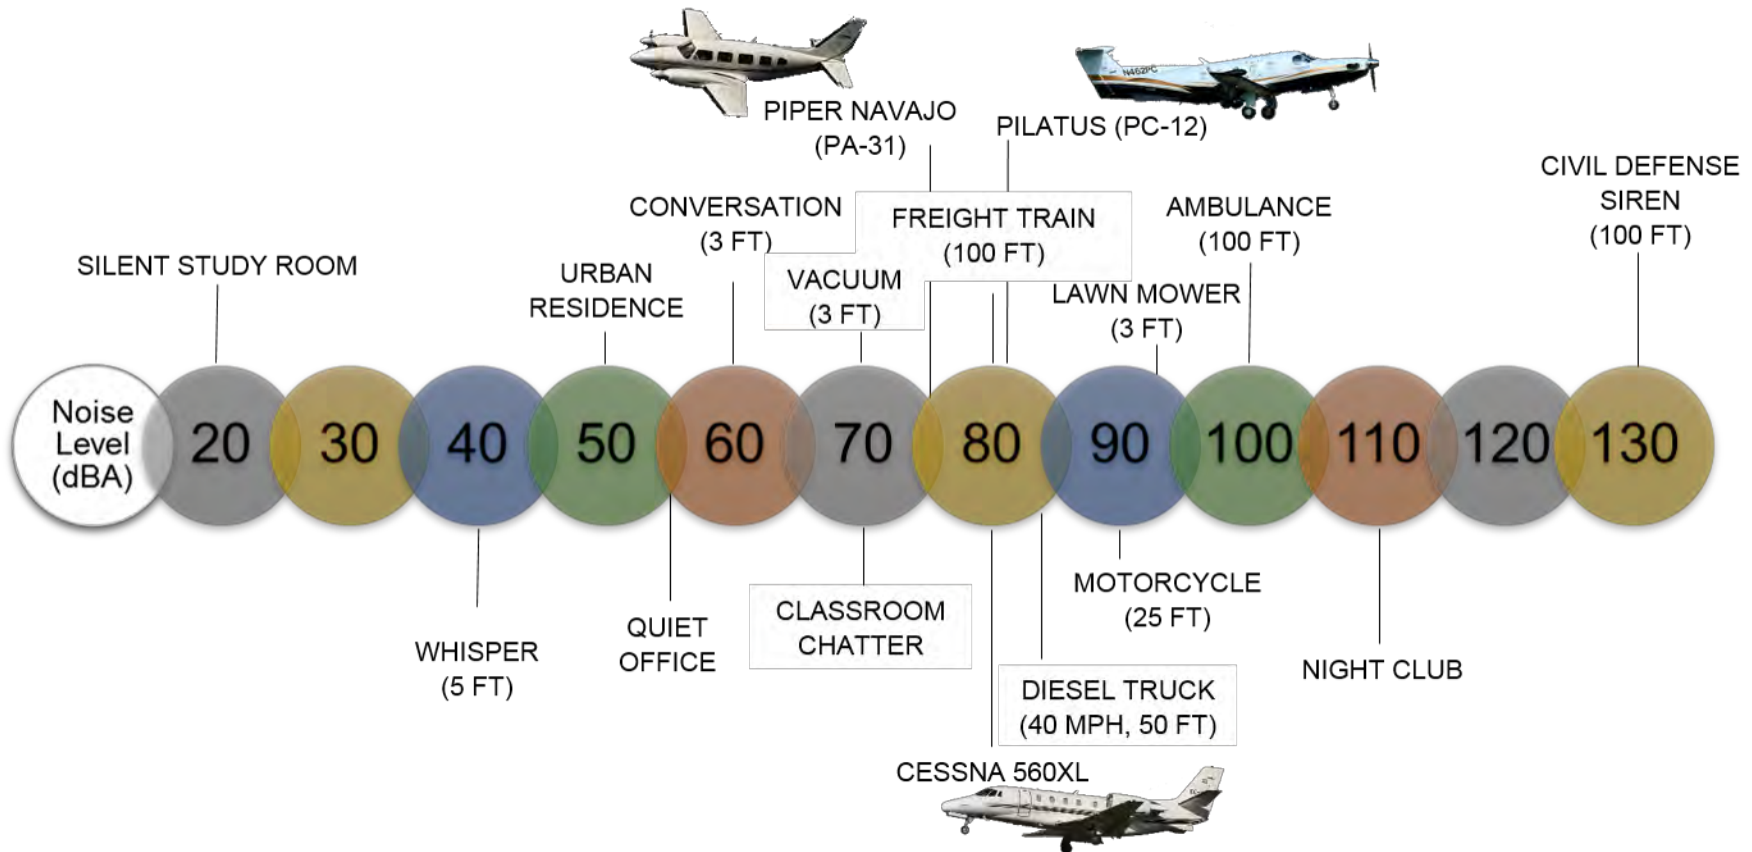 PIPER NAVAJO
(PA-31)
N462PC
PILATUS (PC-12)
CIVIL DEFENSE
SIREN
(100 FT)
CONVERSATION
(3 FT)
FREIGHT TRAIN
(100 FT)
AMBULANCE
(100 FT)
SILENT STUDY ROOM
URBAN
RESIDENCE
VACUUM
(3 FT)
LAWN MOWER
(3 FT)
Noise
Level
(dBA)
20 30 40 50 60 70 80 90 100 110 120 130
WHISPER
(5 FT)
QUIET
OFFICE
CLASSROOM
CHATTER
MOTORCYCLE
(25 FT)
DIESEL TRUCK
(40 MPH, 50 FT)
NIGHT CLUB
CESSNA 560XL